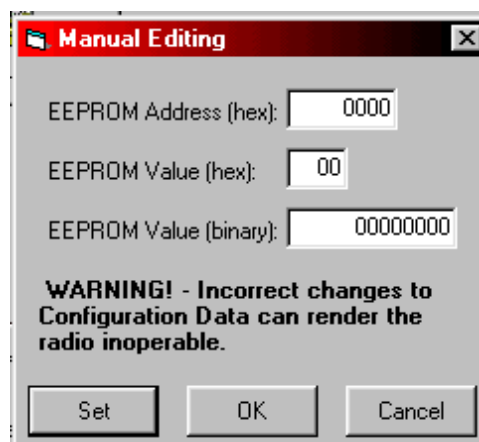 Manual Editing
EEPROM Address (hex): 0000
EEPROM Value (hex): 00
EEPROM Value (binary): 00000000
WARNING! - Incorrect changes to
Configuration Data can render the
radio inoperable.
Set OK Cancel